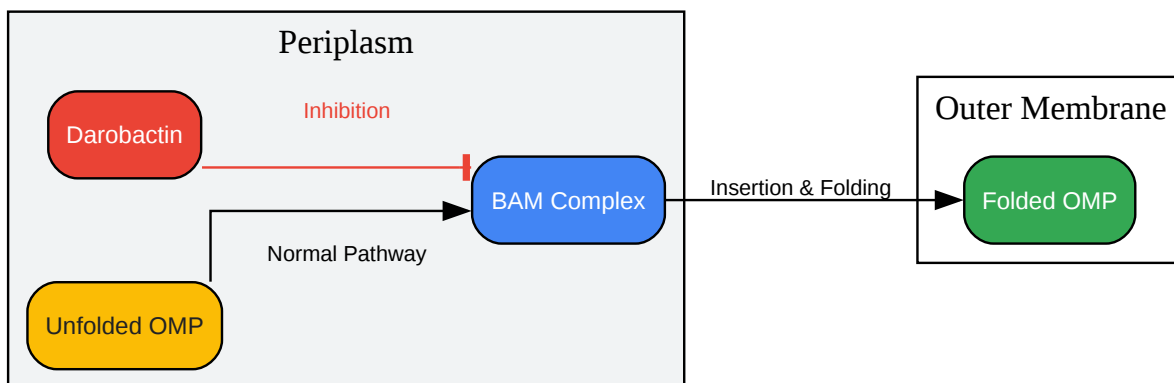 Periplasm
Inhibition
Darobactin
Outer Membrane
BAM Complex
Insertion & Folding
Folded OMP
Normal Pathway
Unfolded OMP